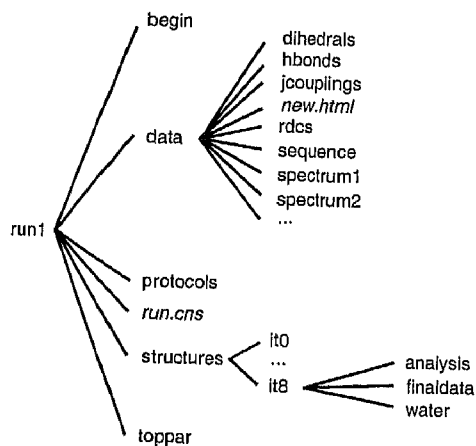 begin
dihedrals
hbonds
jcouplings
new.html
data
rdcs
sequence
spectrum1
spectrum2
...
run1
protocols
run.cns
it0
structures
...
it8
analysis
finaldata
water
toppar